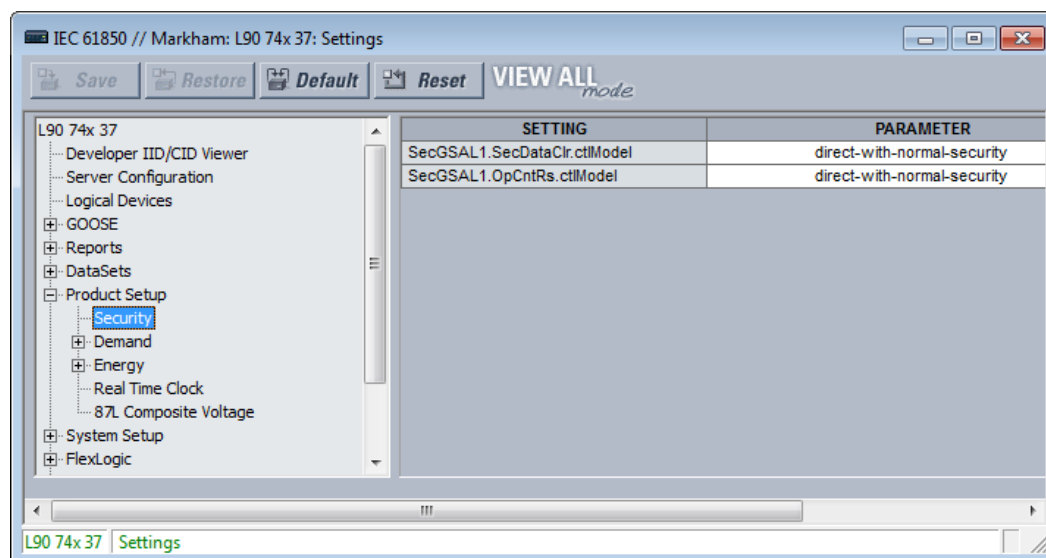 IEC 61850 // Markham: L90 74x 37: Settings
Save Restore Default Reset VIEW ALL mode
L90 74x 37
Developer IID/CID Viewer
Server Configuration
Logical Devices
GOOSE
Reports
DataSets
Product Setup
Security
Demand
Energy
Real Time Clock
87L Composite Voltage
System Setup
FlexLogic
SETTING PARAMETER
SecGSAL1.SecDataClr.ctlModel direct-with-normal-security
SecGSAL1.OpCntRs.ctlModel direct-with-normal-security
L90 74x 37 Settings